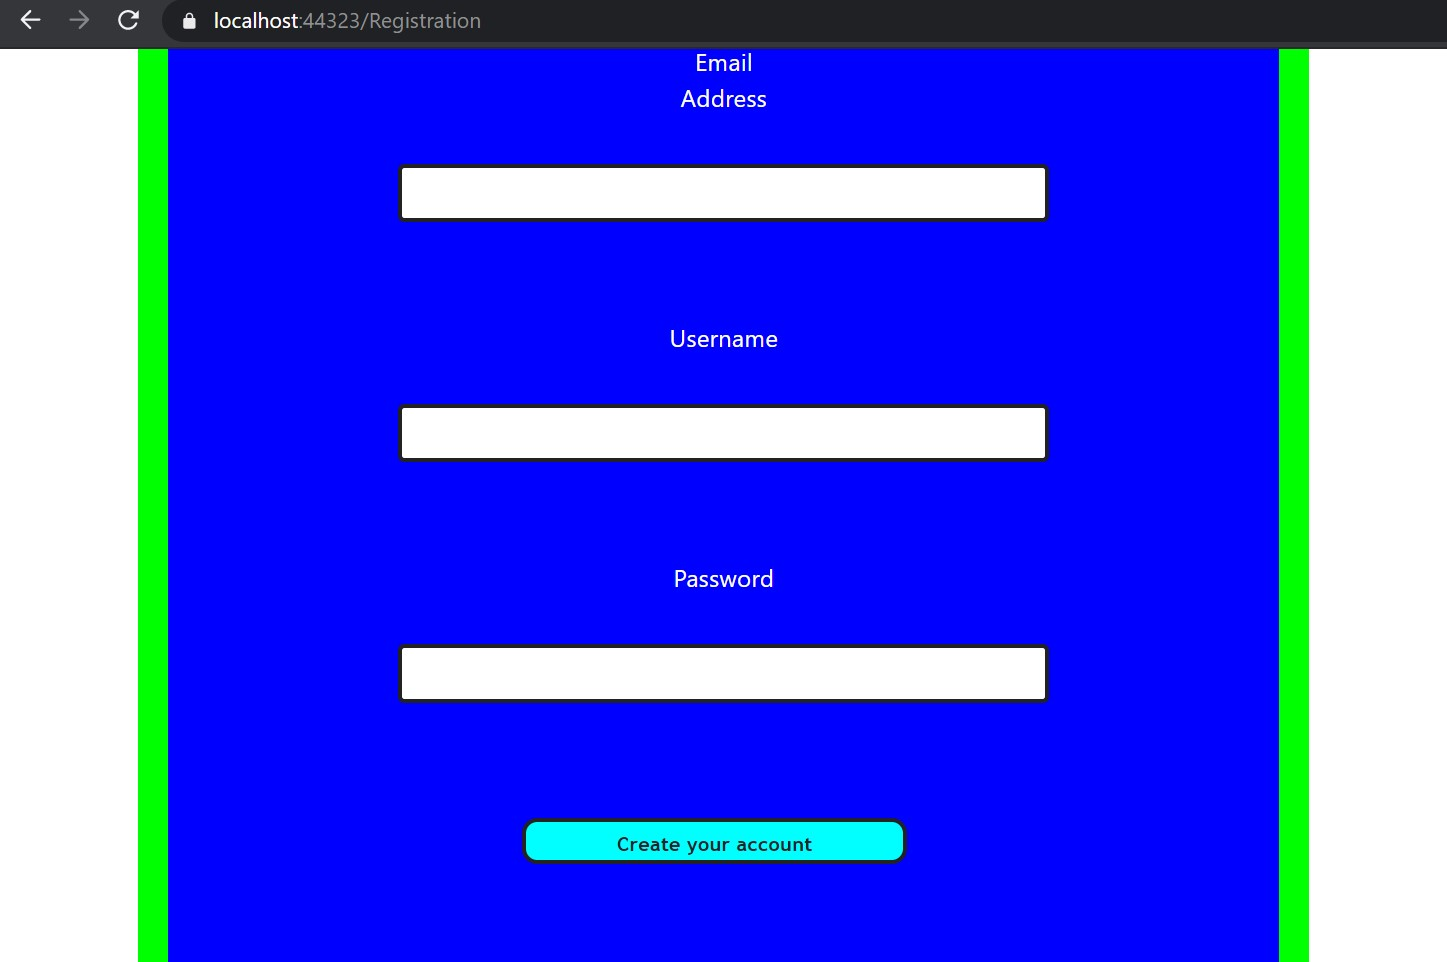 localhost:44323/Registration
Email
Address
Username
Password
Create your account